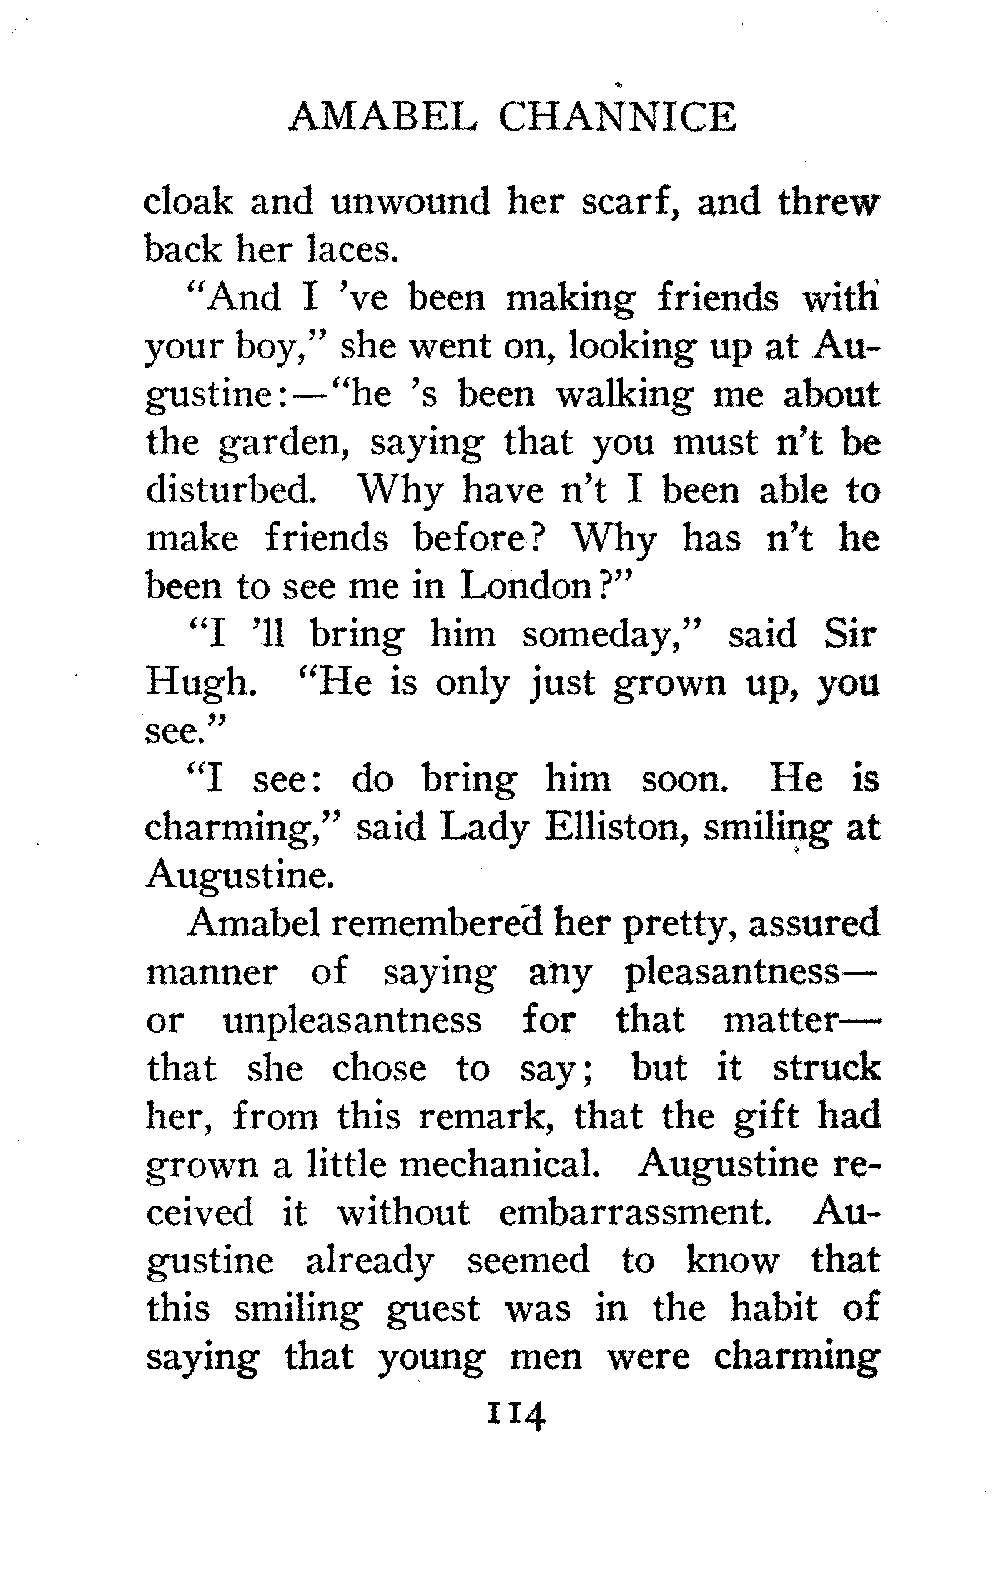 AMABEL CHANNICE
cloak and unwound her scarf, and threw
back her laces.
“And I ’ve been making friends with
your boy,” she went on, looking up at Au-
gustine:—“he ’s been walking me about
the garden, saying that you must n’t be
disturbed. Why have n’t I been able to
make friends before? Why has n’t he
been to see me in London?”
“I ’ll bring him someday,” said Sir
Hugh. “He is only just grown up, you
see.”
“I see: do bring him soon. He is
charming,” said Lady Elliston, smiling at
Augustine.
Amabel remembered her pretty, assured
manner of saying any pleasantness—
or unpleasantness for that matter—
that she chose to say; but it struck
her, from this remark, that the gift had
grown a little mechanical. Augustine re-
ceived it without embarrassment. Au-
gustine already seemed to know that
this smiling guest was in the habit of
saying that young men were charming
114